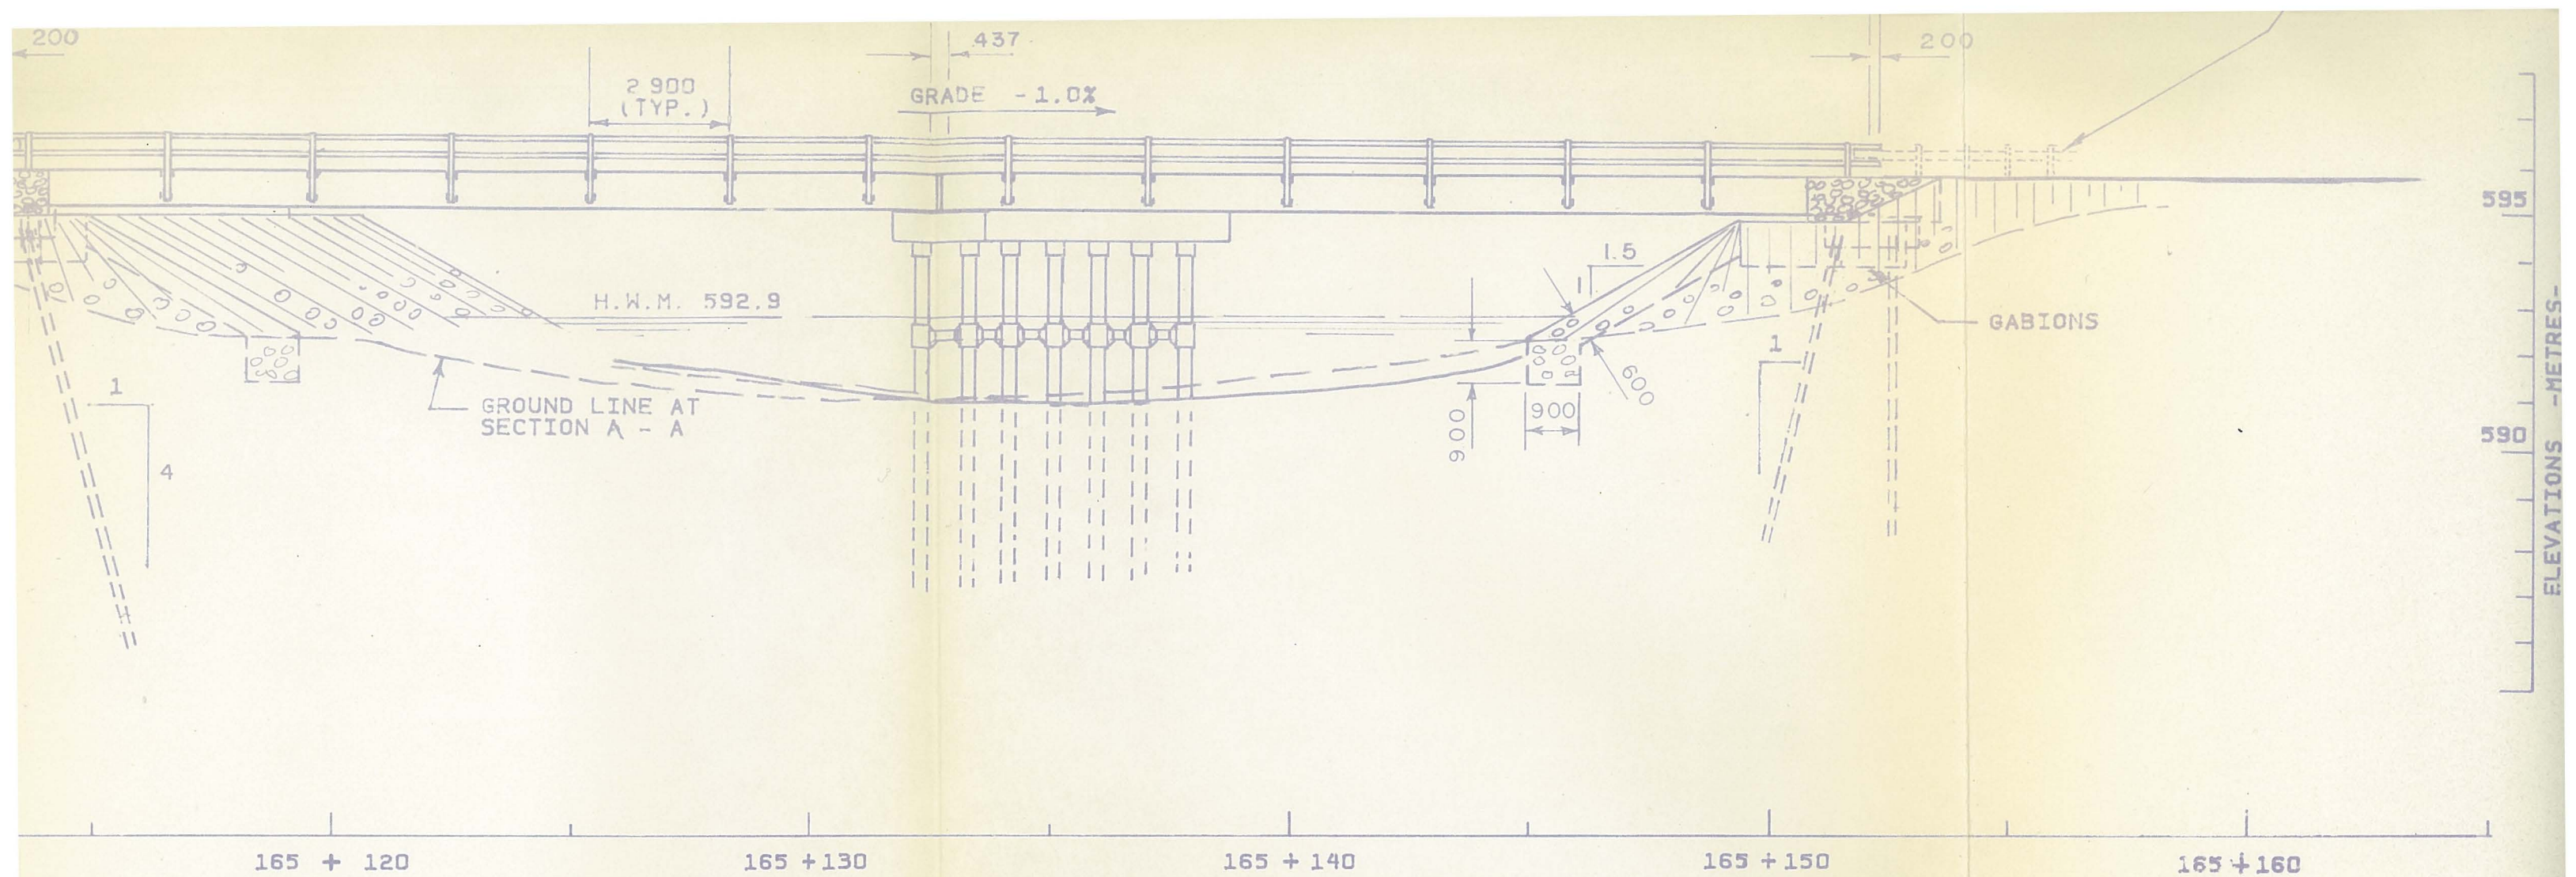 200
437
200
2 900
(TYP.)
GRADE -1.0%
595
1.5
1
H.W.M. 592.9
GABIONS
1
1
600
GROUND LINE AT
SECTION A - A
900
900
4
590
ELEVATIONS -METRES-
165 + 120
165 +130
165 + 140
165 + 150
165 + 160